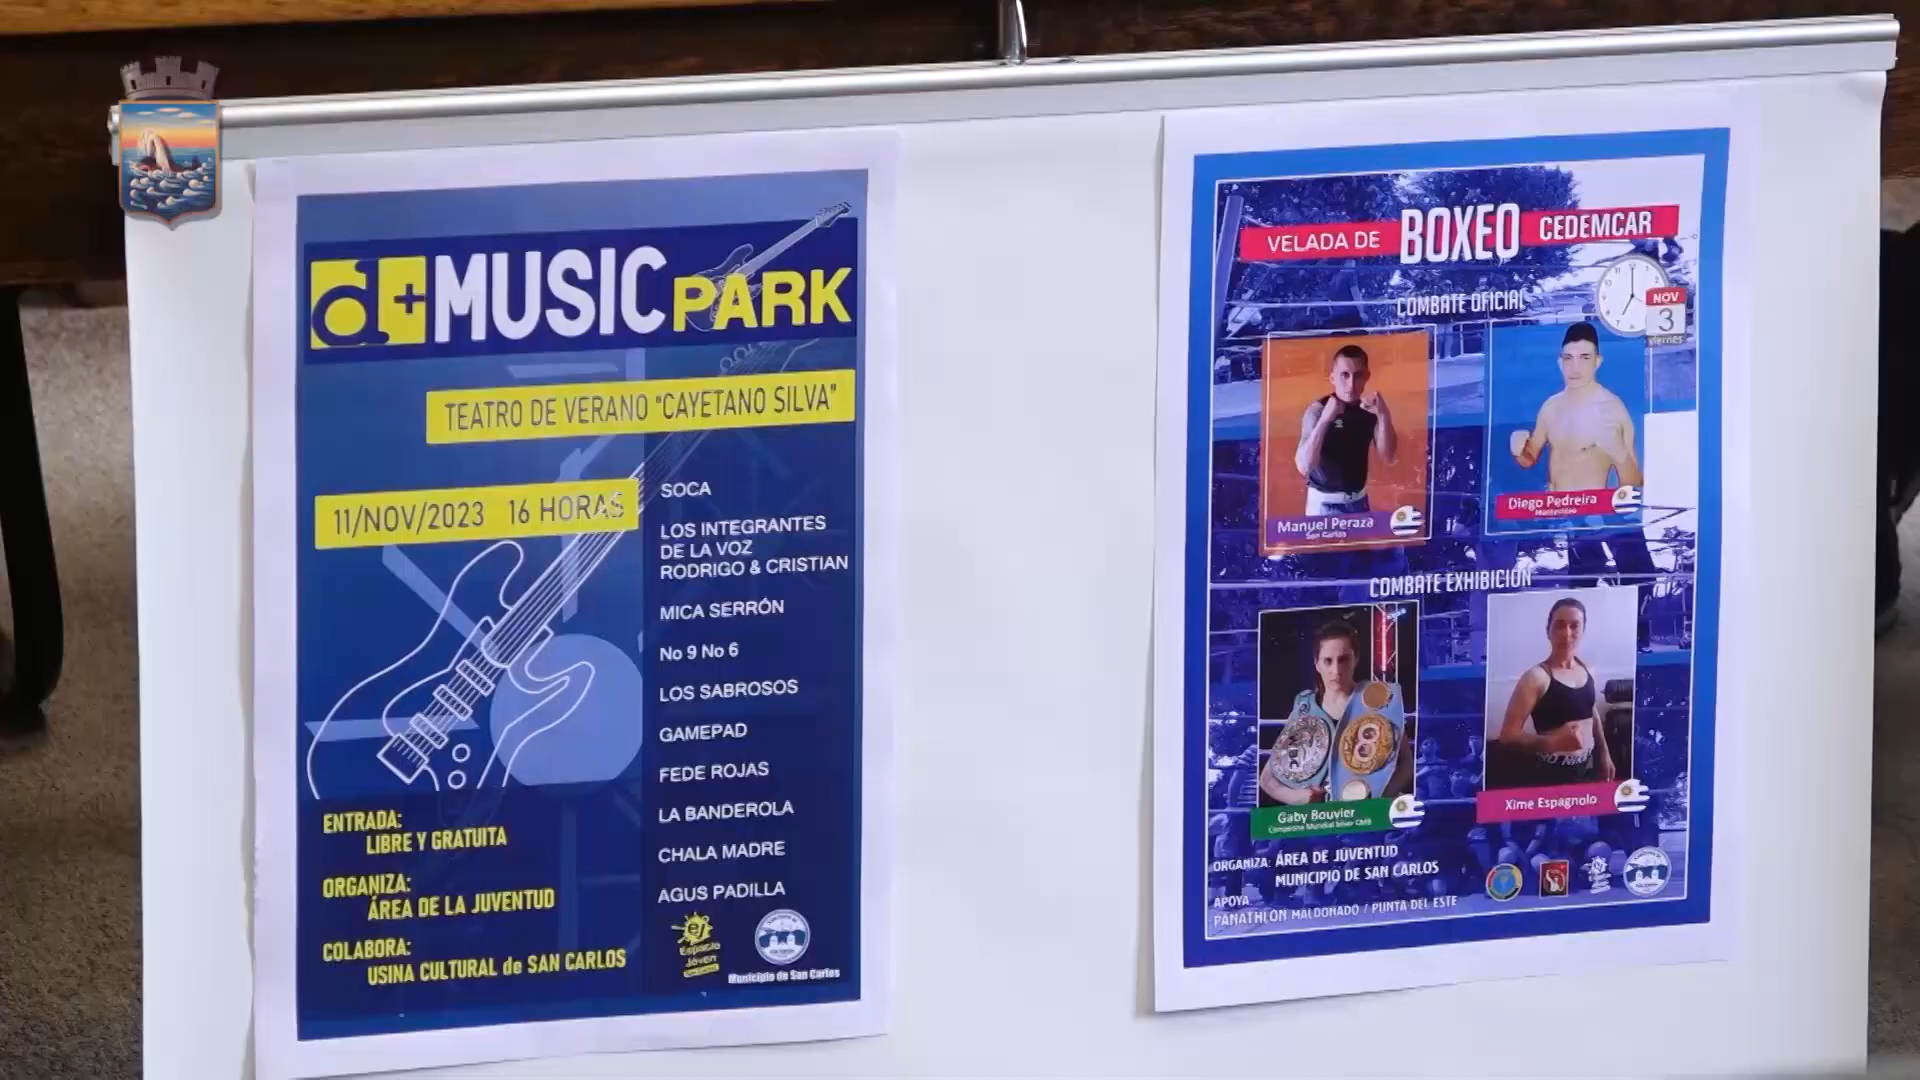 d+MUSIC PARK
TEATRO DE VERANO "CAYETANO SILVA"
11/NOV/2023 16 HORAS
SOCA
LOS INTEGRANTES
DE LA VOZ
RODRIGO & CRISTIAN
MICA SERRÓN
No 9 No 6
LOS SABROSOS
GAMEPAD
FEDE ROJAS
LA BANDEROLA
CHALA MADRE
AGUS PADILLA
ENTRADA:
LIBRE Y GRATUITA
ORGANIZA:
ÁREA DE LA JUVENTUD
COLABORA:
USINA CULTURAL de SAN CARLOS
ej
Espacio
Joven
Municipio de San Carlos
VELADA DE BOXEO CEDEMCAR
COMBATE OFICIAL
NOV
3
viernes
Manuel Peraza
San Carlos
Diego Pedreira
Montevideo
COMBATE EXHIBICIÓN
Gaby Bouvier
Xime Espagnolo
ORGANIZA: ÁREA DE JUVENTUD
MUNICIPIO DE SAN CARLOS
APOYA
PANATHLON MALDONADO / PUNTA DEL ESTE